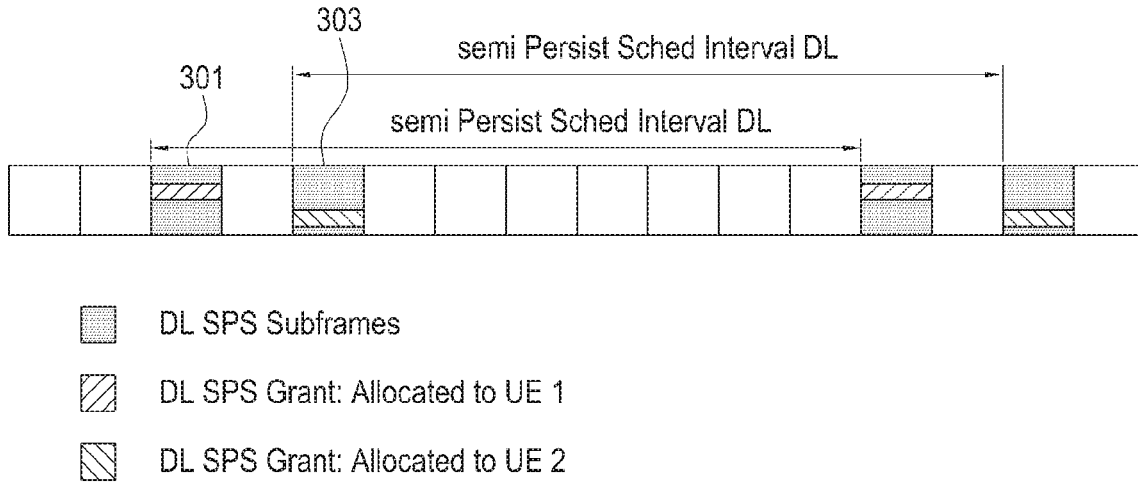 303
semi Persist Sched Interval DL
301
semi Persist Sched Interval DL
DL SPS Subframes
DL SPS Grant: Allocated to UE 1
DL SPS Grant: Allocated to UE 2